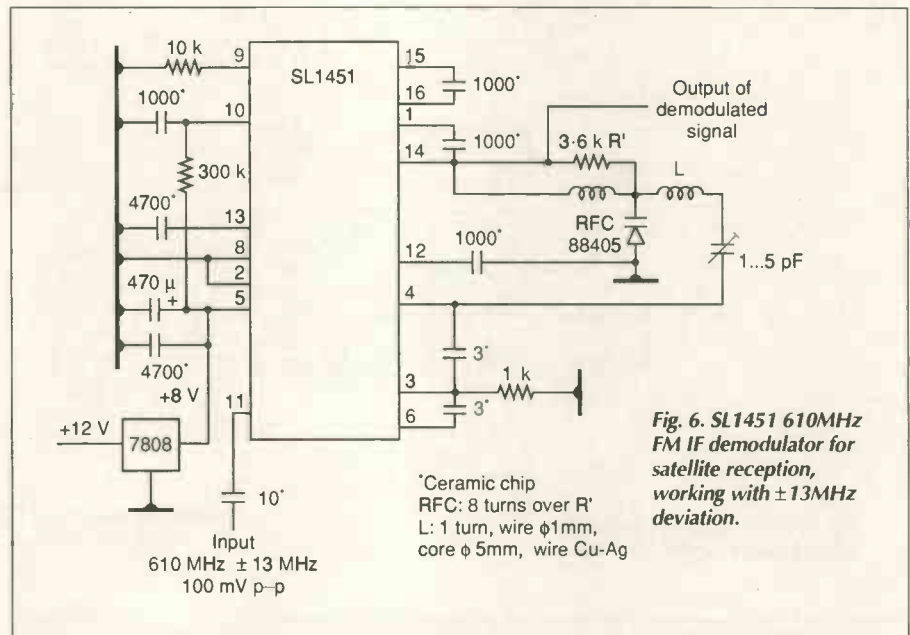 10 k
9
SL1451
15
1000*
16
1000*
10
1
1000*
14
Output of
demodulated
signal
3·6 k R'
L
300 k
4700*
13
RFC
88405
1000*
12
1...5 pF
8
2
470 µ
+
5
4
3*
4700*
+8 V
3
1 k
+12 V
7808
11
6
3*
10*
Input
610 MHz ±13 MHz
100 mV p–p
*Ceramic chip
RFC: 8 turns over R'
L: 1 turn, wire ϕ1mm,
core ϕ 5mm, wire Cu-Ag
Fig. 6. SL1451 610MHz
FM IF demodulator for
satellite reception,
working with ±13MHz
deviation.